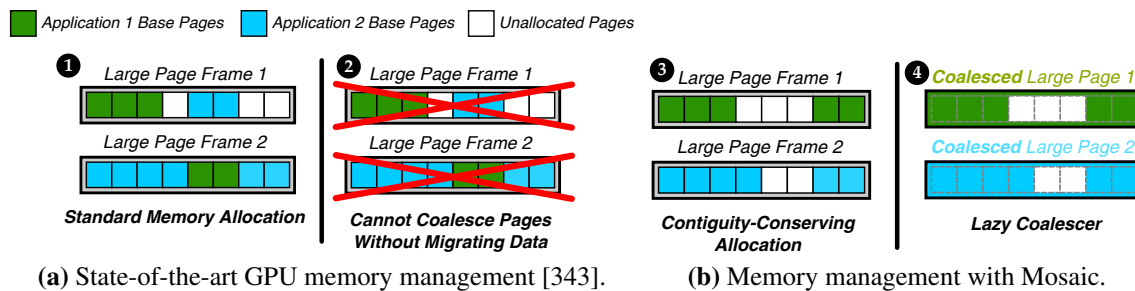 Application 1 Base Pages Application 2 Base Pages Unallocated Pages
1
Large Page Frame 1
Large Page Frame 2
Standard Memory Allocation
2
Large Page Frame 1
Large Page Frame 2
Cannot Coalesce Pages
Without Migrating Data
(a) State-of-the-art GPU memory management [343].
3
Large Page Frame 1
Large Page Frame 2
Contiguity-Conserving
Allocation
4
Coalesced Large Page 1
Coalesced Large Page 2
Lazy Coalescer
(b) Memory management with Mosaic.